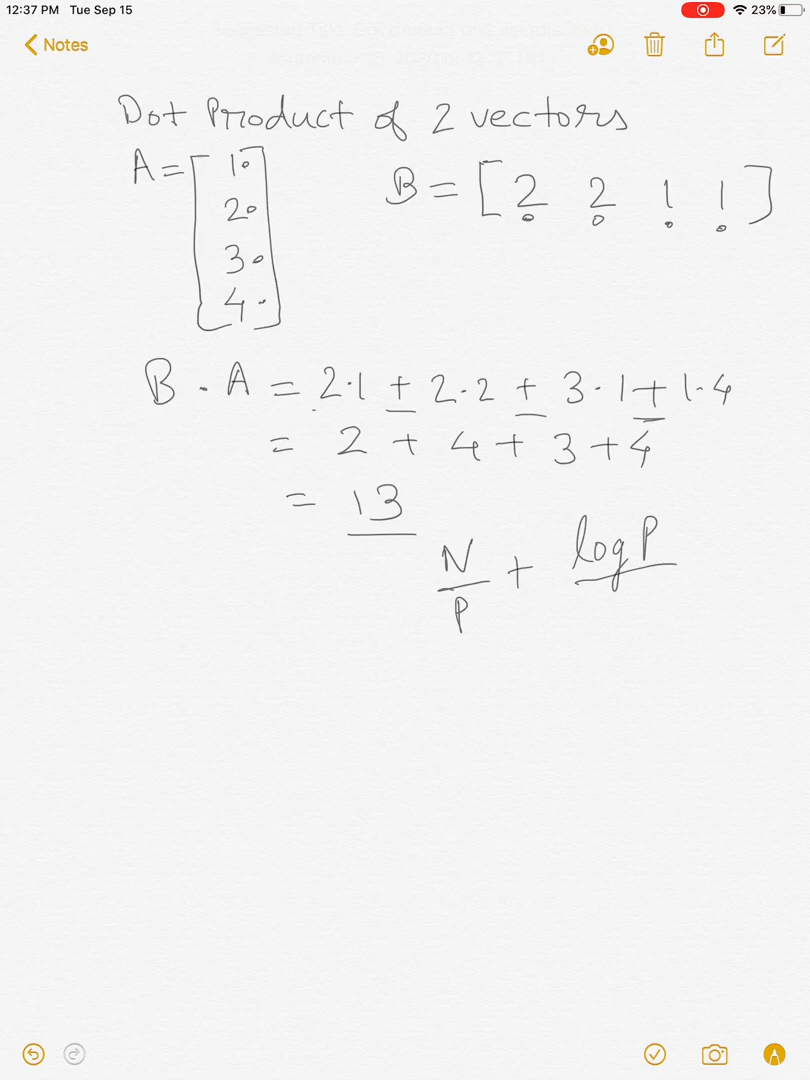 12:37 PM Tue Sep 15 23%
Notes
Dot Product of 2 vectors
A = [1 2 3 4]
B = [2 2 1 1]
B . A = 2·1 + 2·2 + 3·1 + 1·4
= 2 + 4 + 3 + 4
= 13
N/P + log P